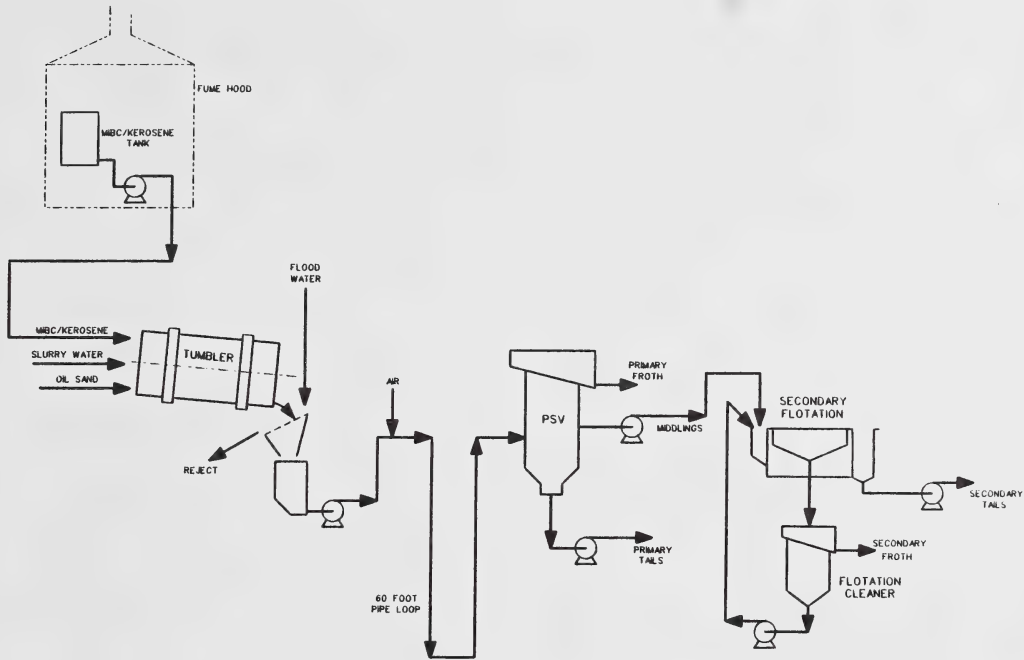 FUME HOOD
MIBC/KEROSENE
TANK
FLOOD
WATER
MIBC/KEROSENE
SLURRY WATER
OIL SAND
TUMBLER
REJECT
AIR
60 FOOT
PIPE LOOP
PSV
PRIMARY
FROTH
MIDDLINGS
PRIMARY
TAILS
SECONDARY
FLOTATION
SECONDARY
TAILS
SECONDARY
FROTH
FLOTATION
CLEANER